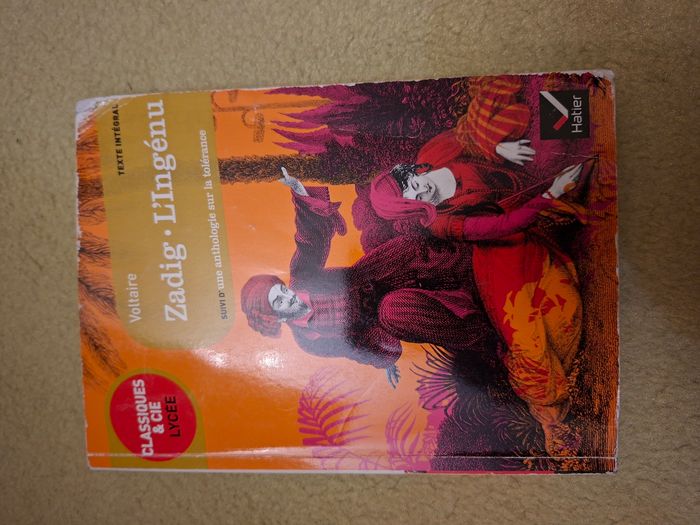 CLASSIQUES
& CIE
LYCÉE
Voltaire
TEXTE INTÉGRAL
Zadig • L'Ingénu
SUIVI D'une anthologie sur la tolérance
Hatier